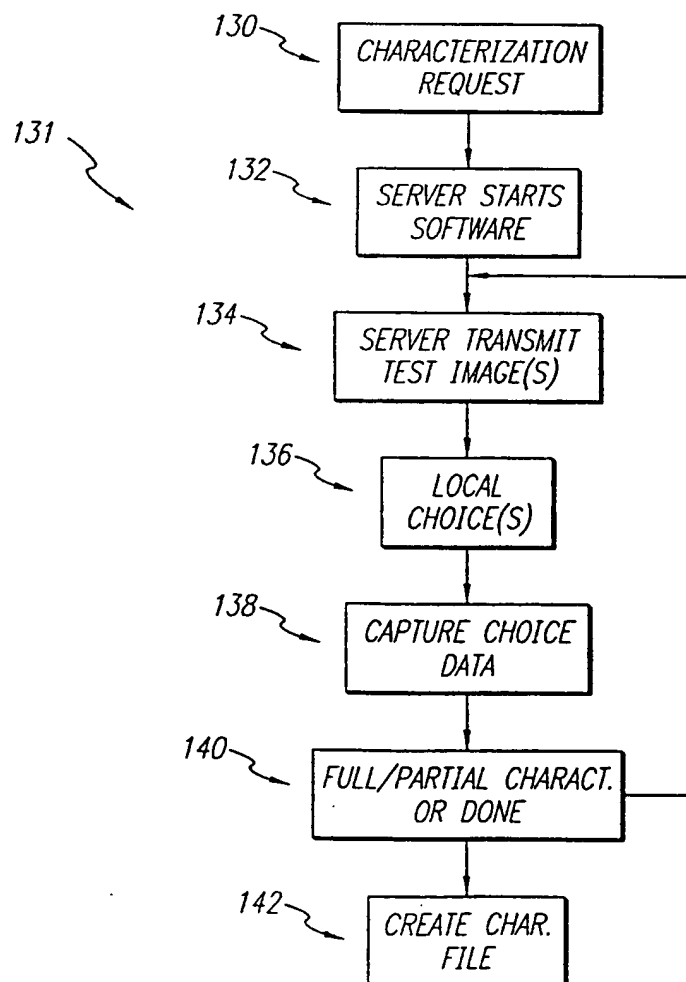 130
CHARACTERIZATION
REQUEST
131
132
SERVER STARTS
SOFTWARE
134
SERVER TRANSMIT
TEST IMAGE(S)
136
LOCAL
CHOICE(S)
138
CAPTURE CHOICE
DATA
140
FULL/PARTIAL CHARACT.
OR DONE
142
CREATE CHAR.
FILE